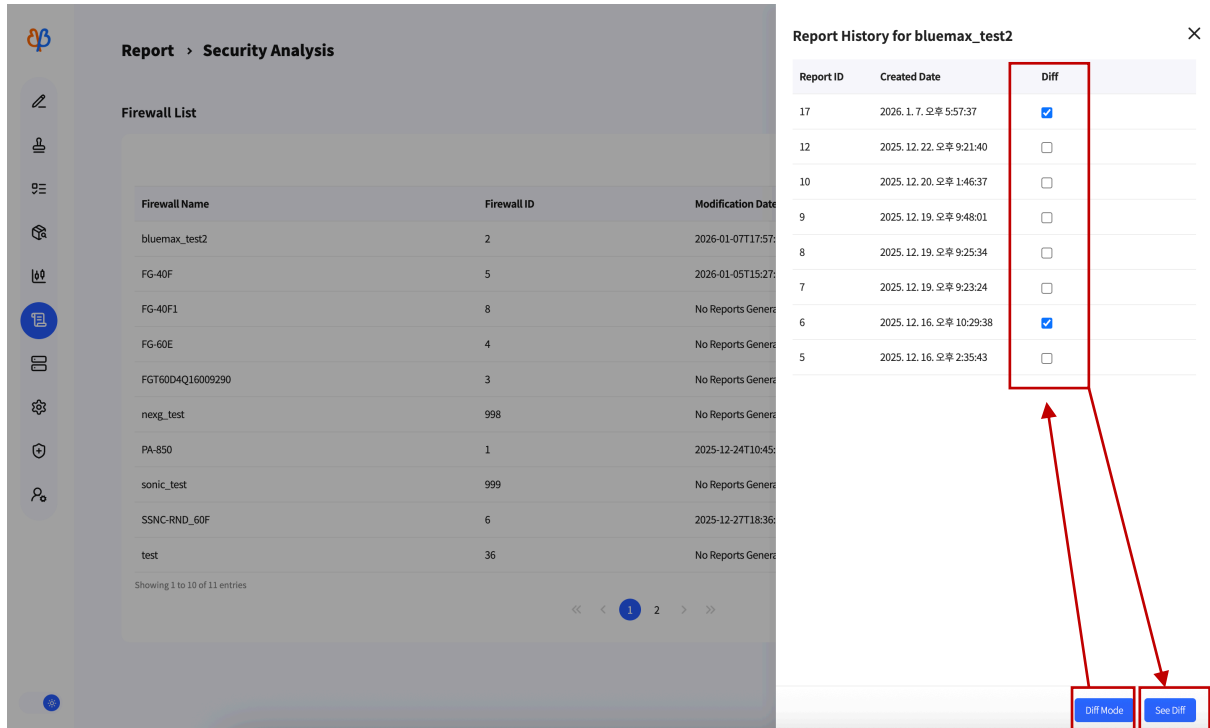 Report > Security Analysis
Firewall List
Firewall Name Firewall ID Modification Date
bluemax_test2 2 2026-01-07T17:57:
FG-40F 5 2026-01-05T15:27:
FG-40F1 8 No Reports Genera
FG-60E 4 No Reports Genera
FGT60D4Q16009290 3 No Reports Genera
nexg_test 998 No Reports Genera
PA-850 1 2025-12-24T10:45:
sonic_test 999 No Reports Genera
SSNC-RND_60F 6 2025-12-27T18:36:
test 36 No Reports Genera
Showing 1 to 10 of 11 entries
« < 1 2 > »
Report History for bluemax_test2
Report ID Created Date Diff
17 2026. 1. 7. 오후 5:57:37
12 2025. 12. 22. 오후 9:21:40
10 2025. 12. 20. 오후 1:46:37
9 2025. 12. 19. 오후 9:48:01
8 2025. 12. 19. 오후 9:25:34
7 2025. 12. 19. 오후 9:23:24
6 2025. 12. 16. 오후 10:29:38
5 2025. 12. 16. 오후 2:35:43
Diff Mode See Diff